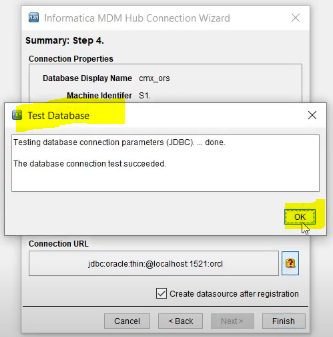 Informatica MDM Hub Connection Wizard
Summary: Step 4.
Connection Properties
Database Display Name cmx_ors
Machine Identifer S1.
Test Database
Testing database connection parameters (JDBC). ... done.
The database connection test succeeded.
OK
Connection URL
jdbc:oracle:thin:@localhost:1521:orcl
Create datasource after registration
Cancel
< Back
Next >
Finish